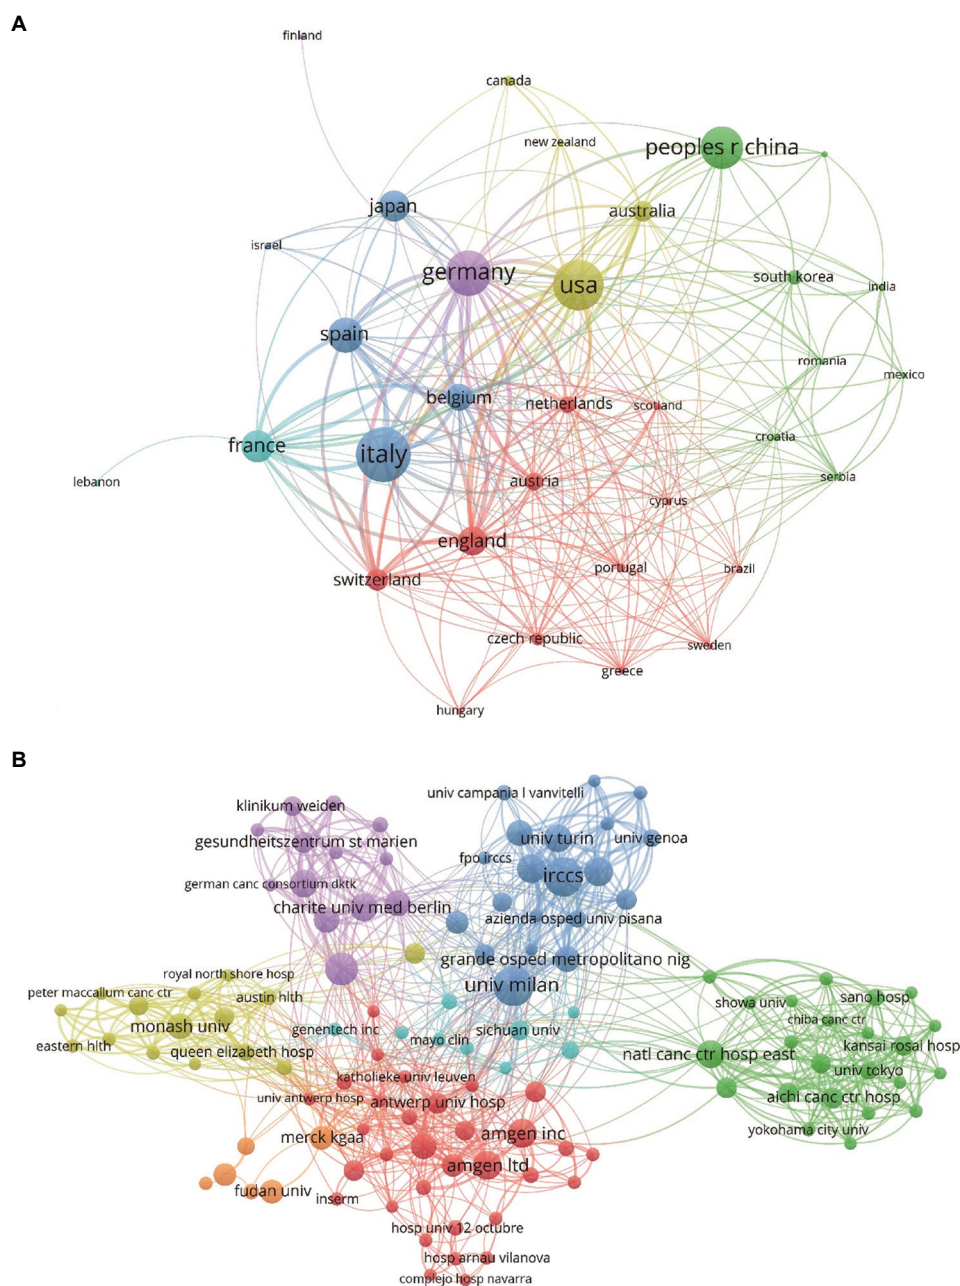 A
finland
canada
new zealand
peoples r china
japan
australia
israel
germany
usa
south korea
india
spain
romania
mexico
belgium
netherlands
scotland
croatia
france
italy
lebanon
austria
serbia
cyprus
england
switzerland
portugal
brazil
czech republic
sweden
greece
hungary
B
univ campania l vanvitelli
klinikum weiden
gesundheitszentrum st marien
univ turin
univ genoa
fpo irccs
german canc consortium dktk
irccs
charite univ med berlin
azienda osped univ pisana
grande osped metropolitano nig
royal north shore hosp
univ milan
peter maccallum canc ctr
austin hlth
showa univ
sano hosp
monash univ
genentech inc
mayo clin
sichuan univ
chiba canc ctr
eastern hlth
queen elizabeth hosp
natl canc ctr hosp east
kansai rosai hosp
katholieke univ leuven
univ tokyo
univ antwerp hosp
antwerp univ hosp
aichi canc ctr hosp
merck kgaa
amgen inc
yokohama city univ
amgen ltd
fudan univ
inserm
hosp univ 12 octubre
hosp arnau vilanova
complejo hosp navarra